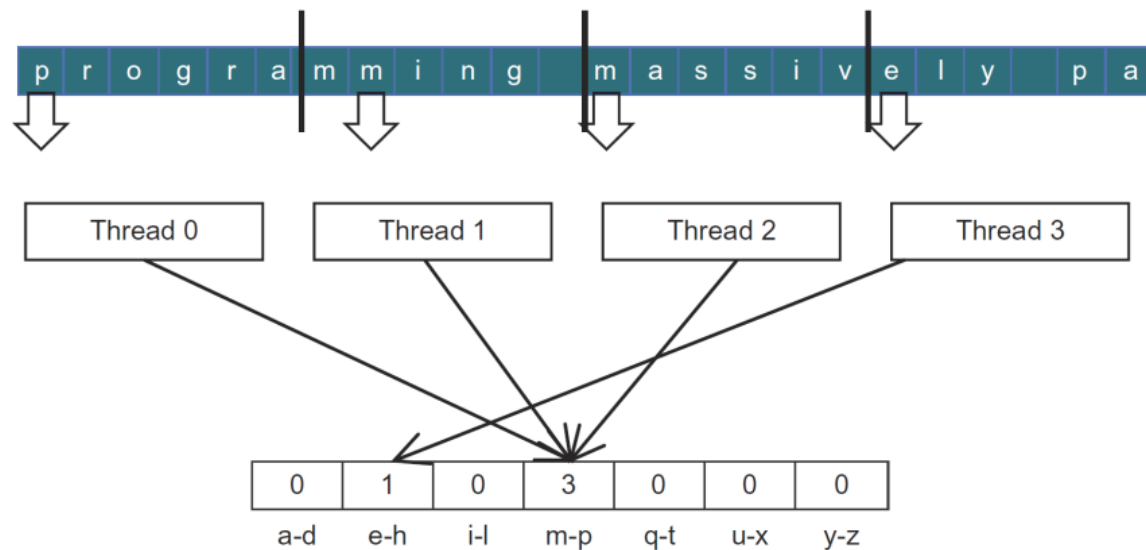 p r o g r a m m i n g m a s s i v e l y p a
Thread 0 Thread 1 Thread 2 Thread 3
0 1 0 3 0 0 0
a-d e-h i-l m-p q-t u-x y-z